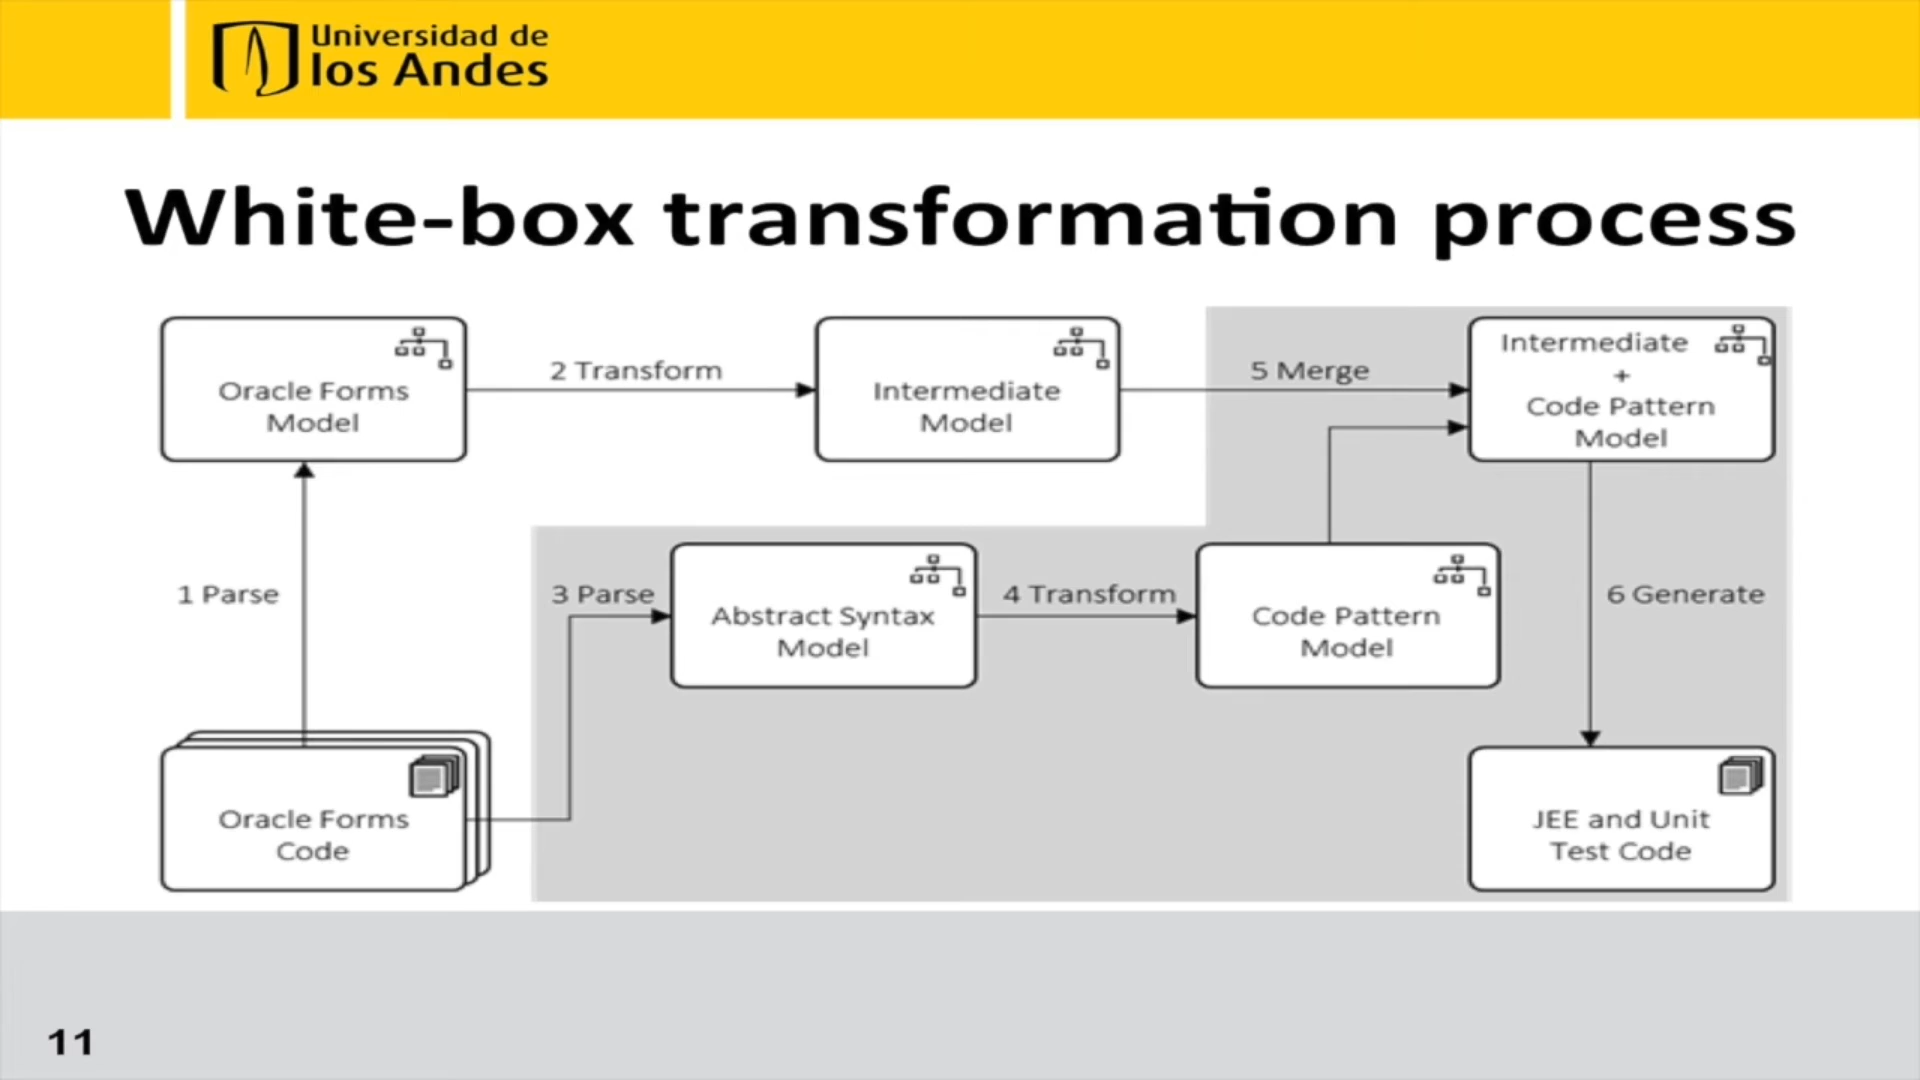 Universidad de
los Andes
White-box transformation process
Oracle Forms
Model
2 Transform
Intermediate
Model
5 Merge
Intermediate
+
Code Pattern
Model
1 Parse
3 Parse
Abstract Syntax
Model
4 Transform
Code Pattern
Model
6 Generate
Oracle Forms
Code
JEE and Unit
Test Code
11